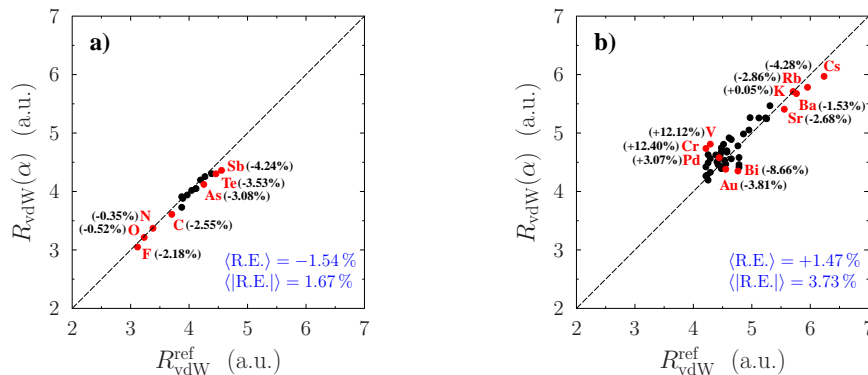 a)
7
6
5
4
3
2
R_vdW(α) (a.u.)
Sb (-4.24%)
Te (-3.53%)
As (-3.08%)
(-0.35%) N
(-0.52%) O
C (-2.55%)
F (-2.18%)
⟨R.E.⟩ = −1.54 %
⟨|R.E.|⟩ = 1.67 %
2 3 4 5 6 7
R^ref_vdW (a.u.)
b)
7
6
5
4
3
2
R_vdW(α) (a.u.)
(-4.28%) Cs
(-2.86%) Rb
(+0.05%) K
Ba (-1.53%)
Sr (-2.68%)
(+12.12%) V
(+12.40%) Cr
(+3.07%) Pd
Bi (-8.66%)
Au (-3.81%)
⟨R.E.⟩ = +1.47 %
⟨|R.E.|⟩ = 3.73 %
2 3 4 5 6 7
R^ref_vdW (a.u.)